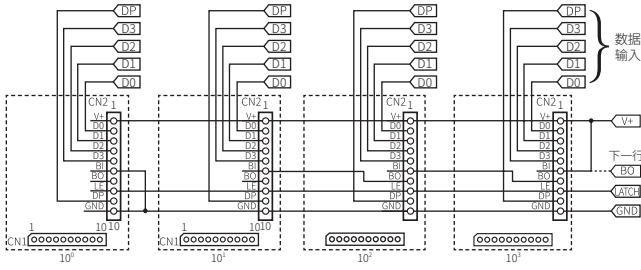 DP DP DP DP
D3 D3 D3 D3 数据
D2 D2 D2 D2 输入
D1 D1 D1 D1
D0 D0 D0 D0
CN2 1 CN2 1 CN2 1 CN2 1
V+ V+ V+ V+ V+
D0 D0 D0 D0
D1 D1 D1 D1
D2 D2 D2 D2
D3 D3 D3 D3 下一行
BI BI BI BI
BO BO BO BO BO
LE LE LE LE LATCH
DP DP DP DP
GND GND GND GND GND
1 10 10 1 10 10
CN1 CN1
10⁰ 10¹ 10² 10³